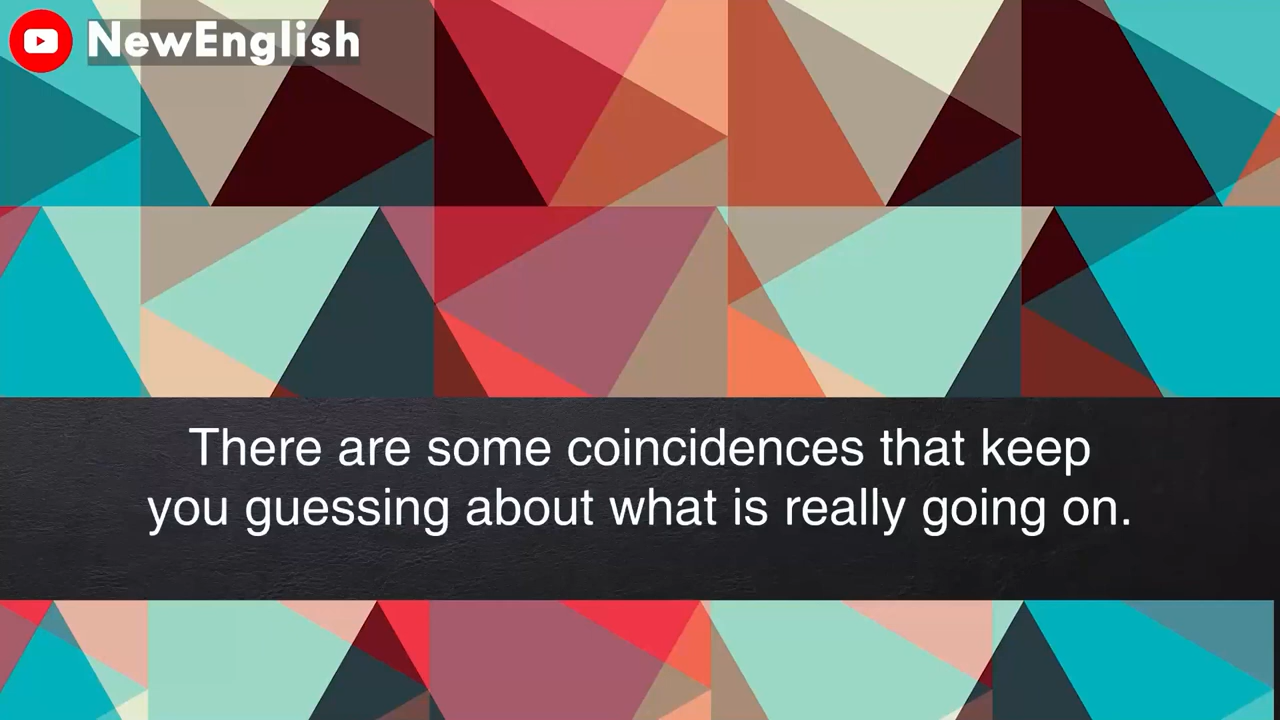 NewEnglish
There are some coincidences that keep
you guessing about what is really going on.